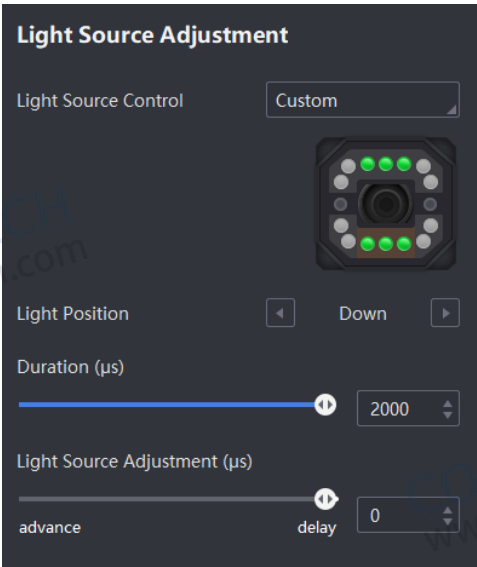 Light Source Adjustment
Light Source Control
Custom
Light Position
Down
Duration (μs)
2000
Light Source Adjustment (μs)
0
advance
delay
.com